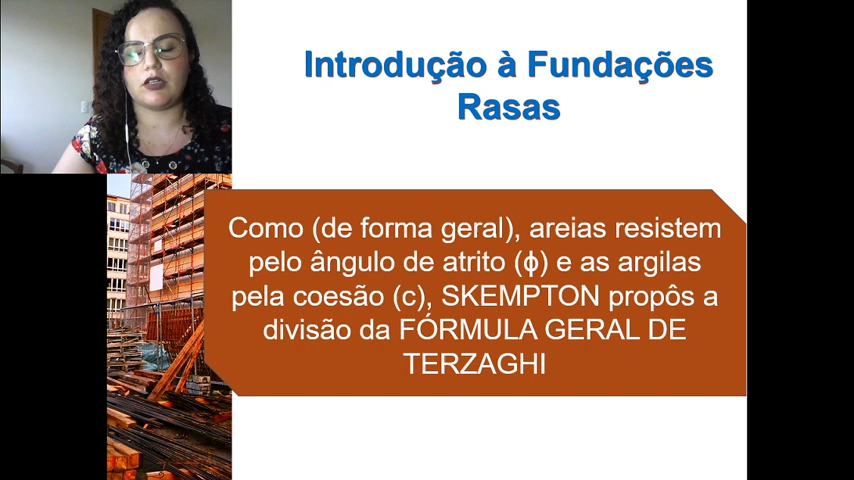 Introdução à Fundações
Rasas
Como (de forma geral), areias resistem
pelo ângulo de atrito (ϕ) e as argilas
pela coesão (c), SKEMPTON propôs a
divisão da FÓRMULA GERAL DE
TERZAGHI